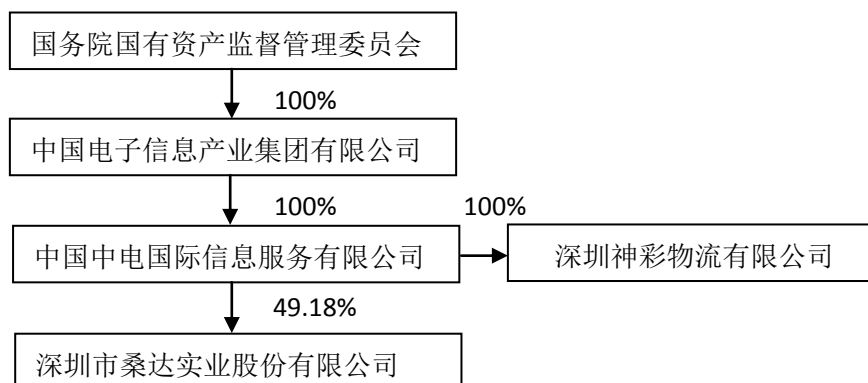 国务院国有资产监督管理委员会
100%
中国电子信息产业集团有限公司
100%
100%
中国中电国际信息服务有限公司
深圳神彩物流有限公司
49.18%
深圳市桑达实业股份有限公司